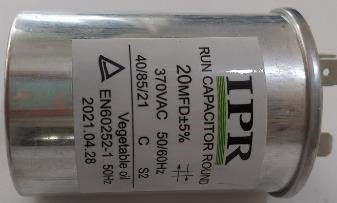 IPR
RUN CAPACITOR ROUND
20MFD±5%
370VAC 50/60Hz
40/85/21 C S2
Vegetable oil
EN60252-1 50Hz
2021.04.28